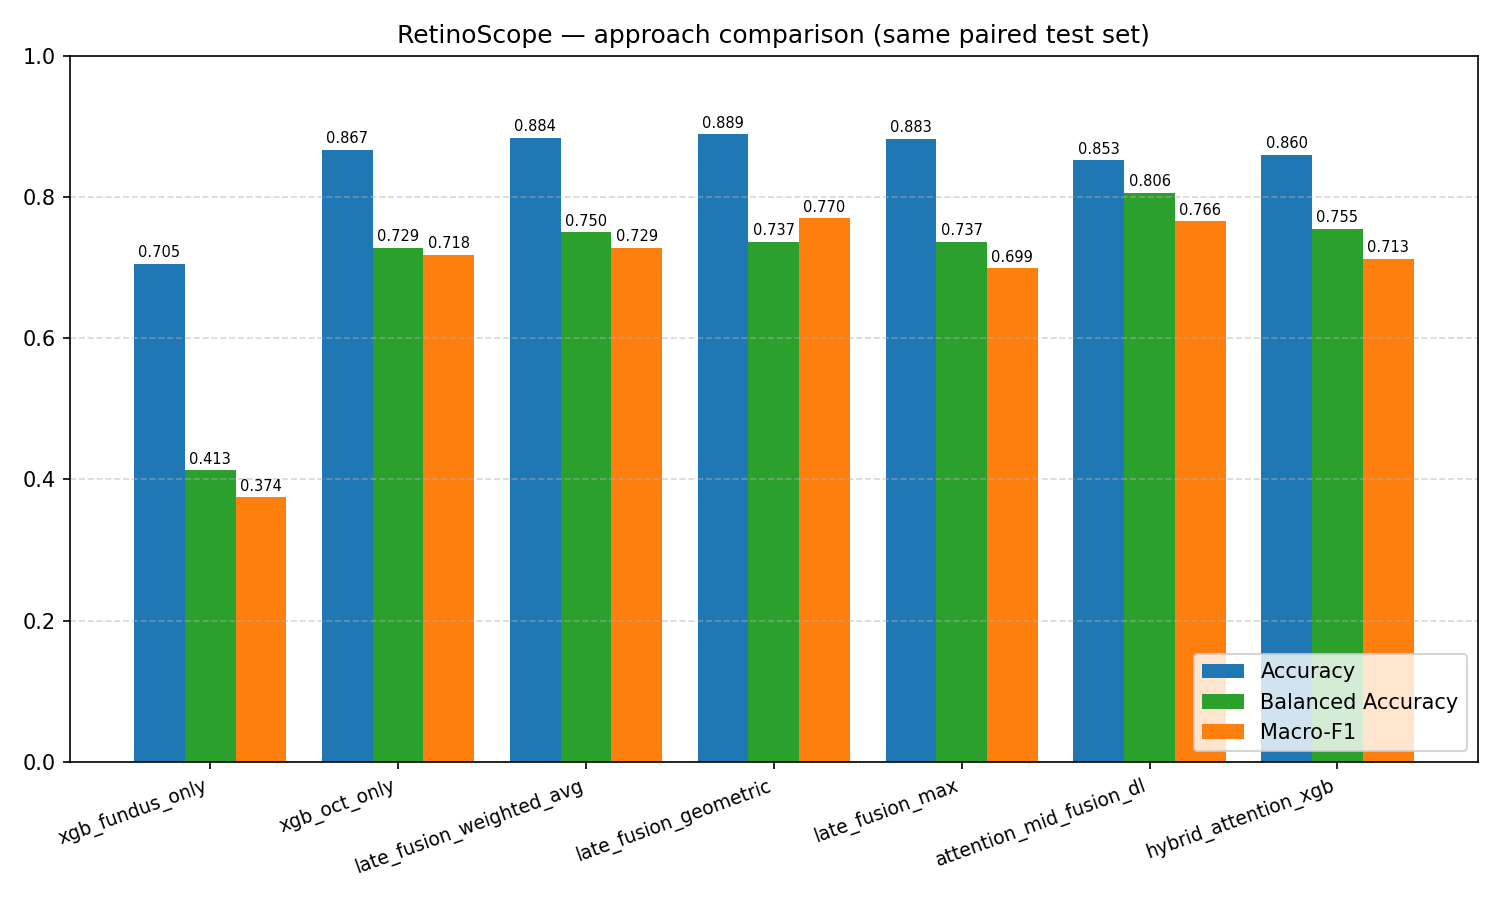 RetinoScope — approach comparison (same paired test set)
1.0
0.8
0.6
0.4
0.2
0.0
0.705
0.413
0.374
0.867
0.729
0.718
0.884
0.750
0.729
0.889
0.737
0.770
0.883
0.737
0.699
0.853
0.806
0.766
0.860
0.755
0.713
Accuracy
Balanced Accuracy
Macro-F1
xgb_fundus_only
xgb_oct_only
late_fusion_weighted_avg
late_fusion_geometric
late_fusion_max
attention_mid_fusion_dl
hybrid_attention_xgb